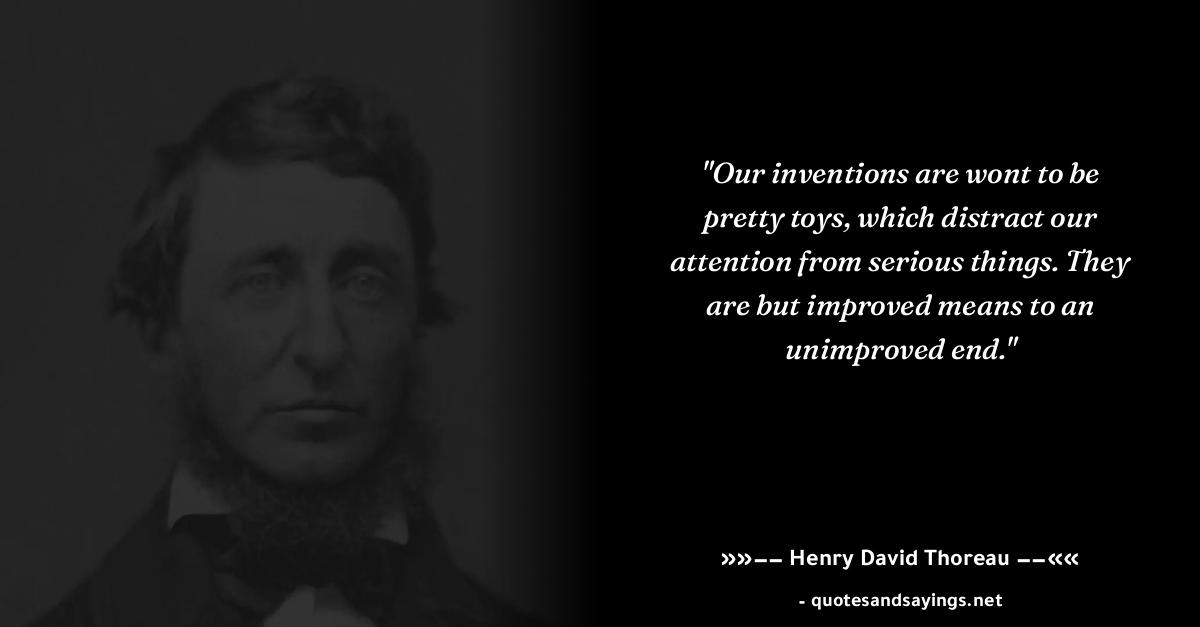 "Our inventions are wont to be
pretty toys, which distract our
attention from serious things. They
are but improved means to an
unimproved end."
»»−− Henry David Thoreau −−««
- quotesandsayings.net